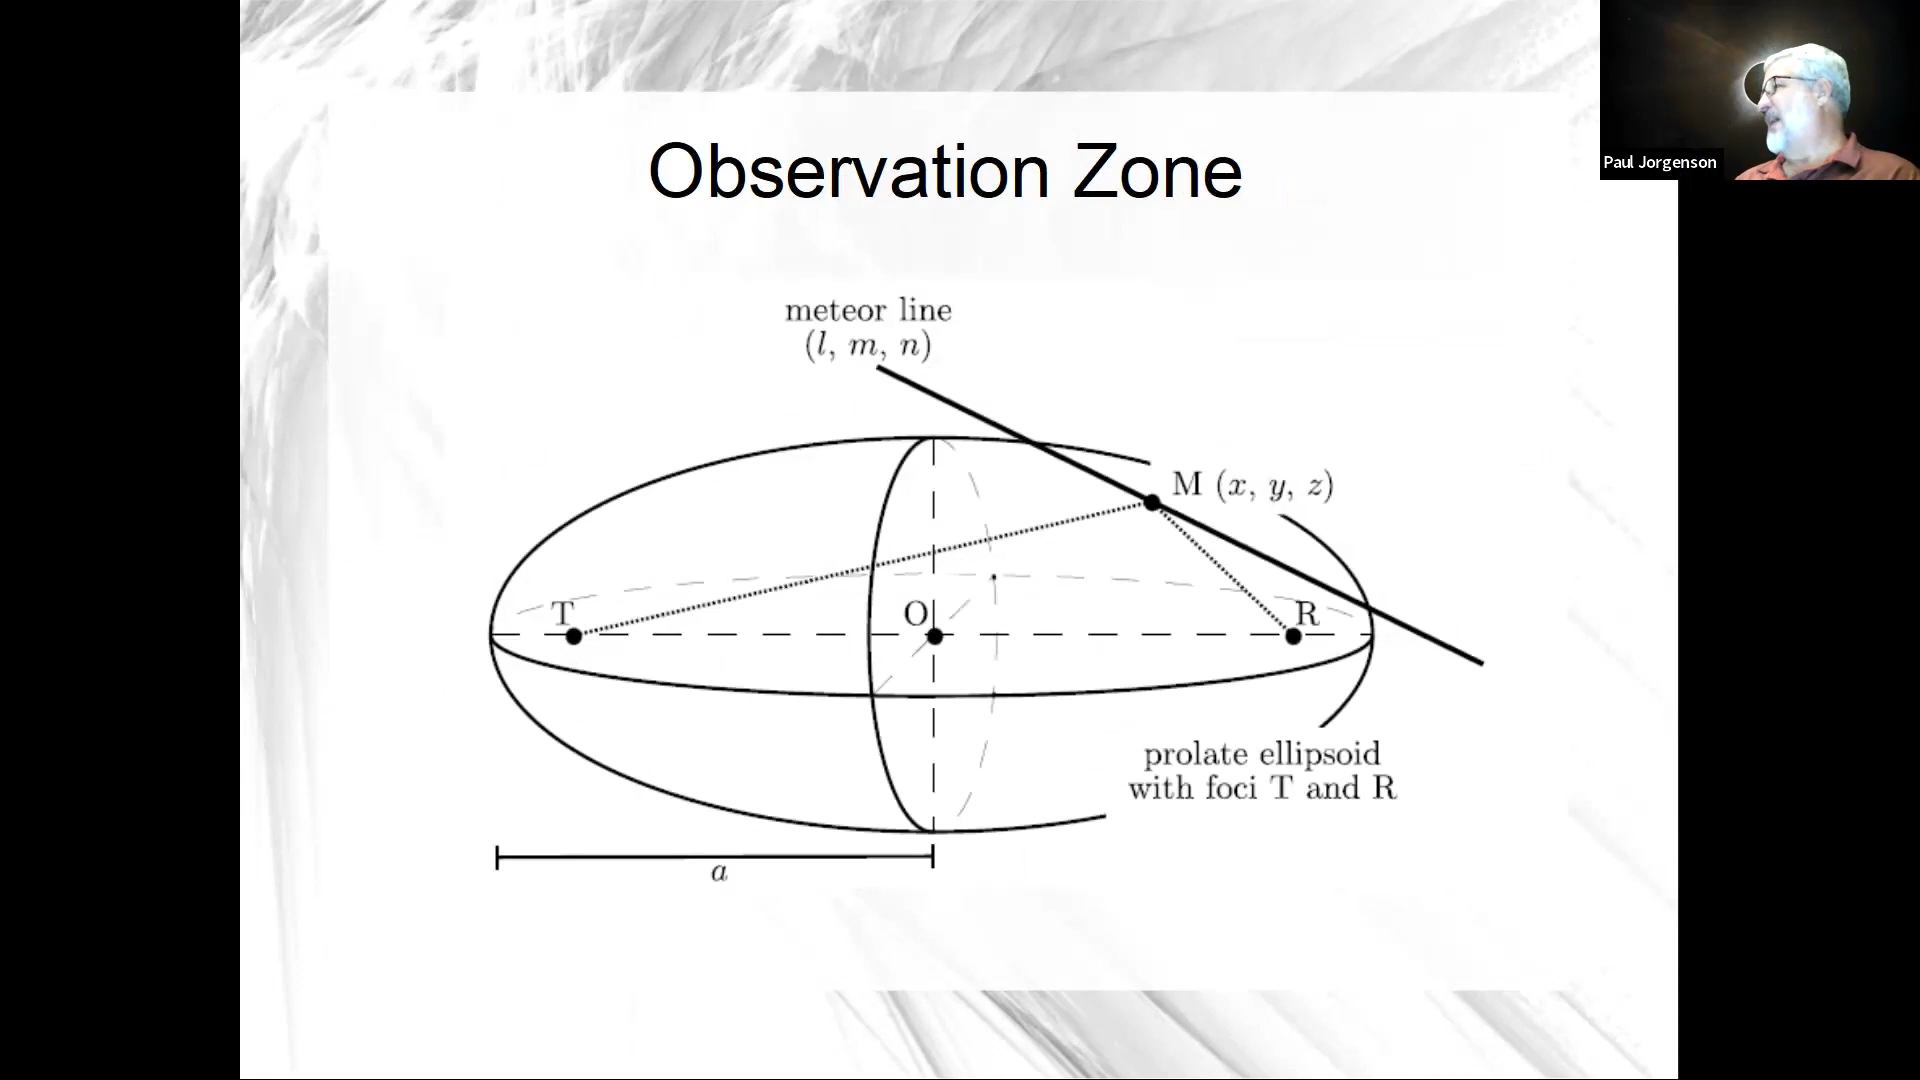 Observation Zone
Paul Jorgenson
meteor line
(l, m, n)
M (x, y, z)
T
O
R
prolate ellipsoid
with foci T and R
a